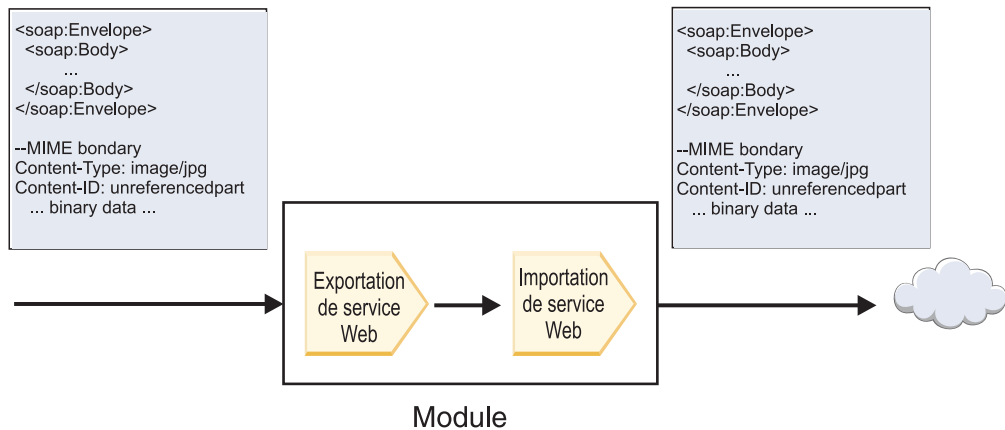 <soap:Envelope>
<soap:Body>
...
</soap:Body>
</soap:Envelope>
--MIME bondary
Content-Type: image/jpg
Content-ID: unreferencedpart
... binary data ...
<soap:Envelope>
<soap:Body>
...
</soap:Body>
</soap:Envelope>
--MIME bondary
Content-Type: image/jpg
Content-ID: unreferencedpart
... binary data ...
Exportation
de service
Web
Importation
de service
Web
Module